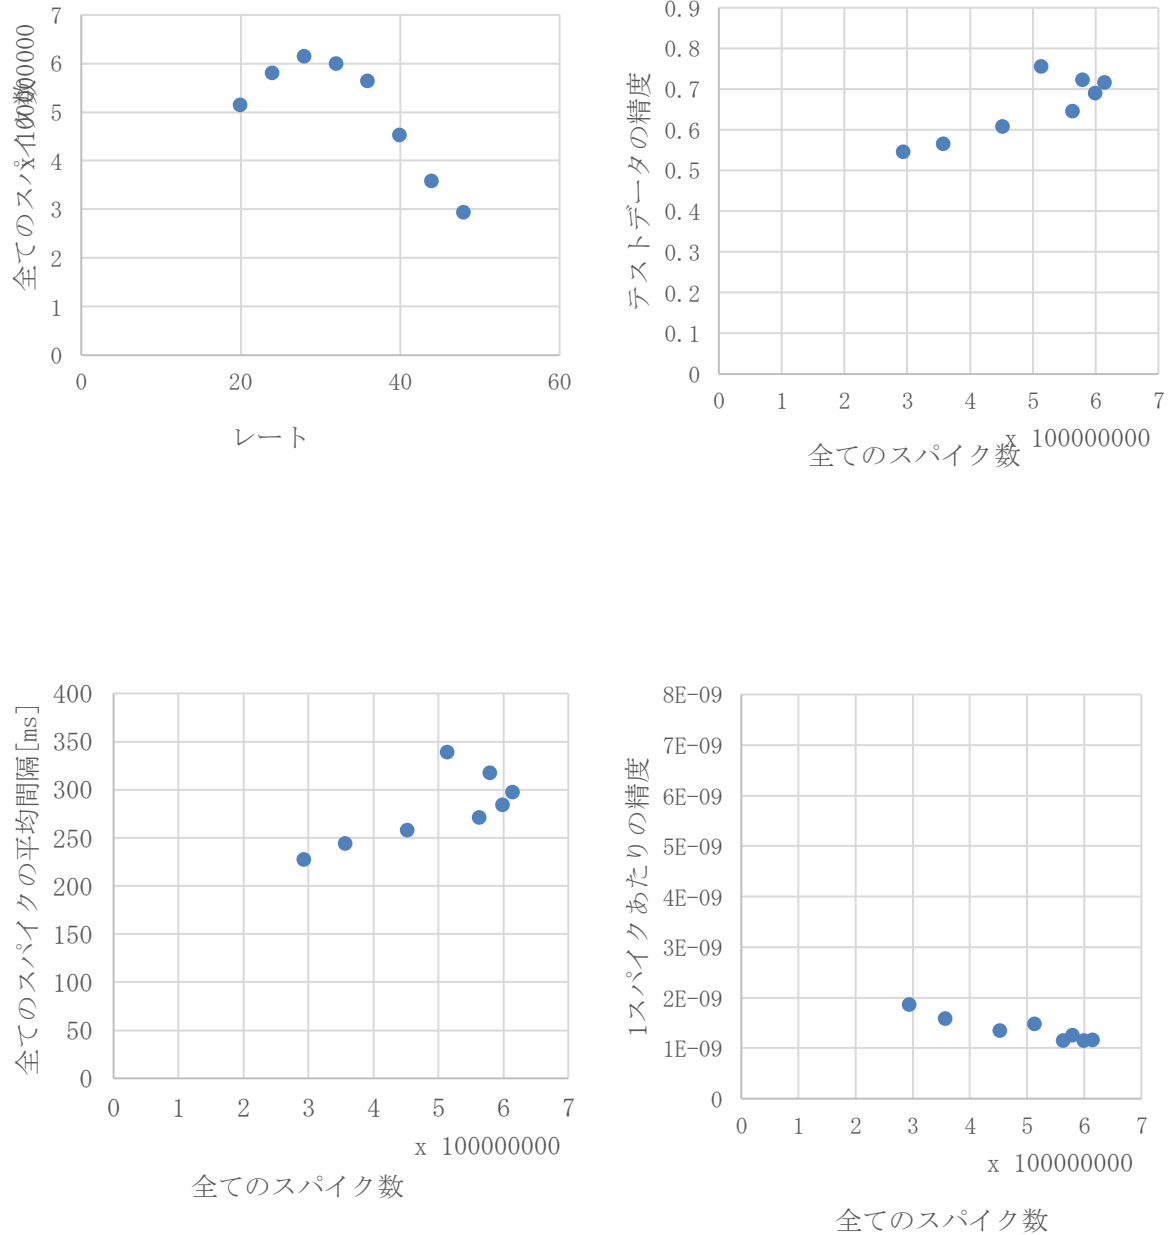 7
6
5
4
3
2
1
0
0 20 40 60
全てのスパイク数
x 100000000
レート
0.9
0.8
0.7
0.6
0.5
0.4
0.3
0.2
0.1
0
0 1 2 3 4 5 6 7
テストデータの精度
x 100000000
全てのスパイク数
400
350
300
250
200
150
100
50
0
0 1 2 3 4 5 6 7
全てのスパイクの平均間隔[ms]
x 100000000
全てのスパイク数
8E-09
7E-09
6E-09
5E-09
4E-09
3E-09
2E-09
1E-09
0
0 1 2 3 4 5 6 7
1スパイクあたりの精度
x 100000000
全てのスパイク数